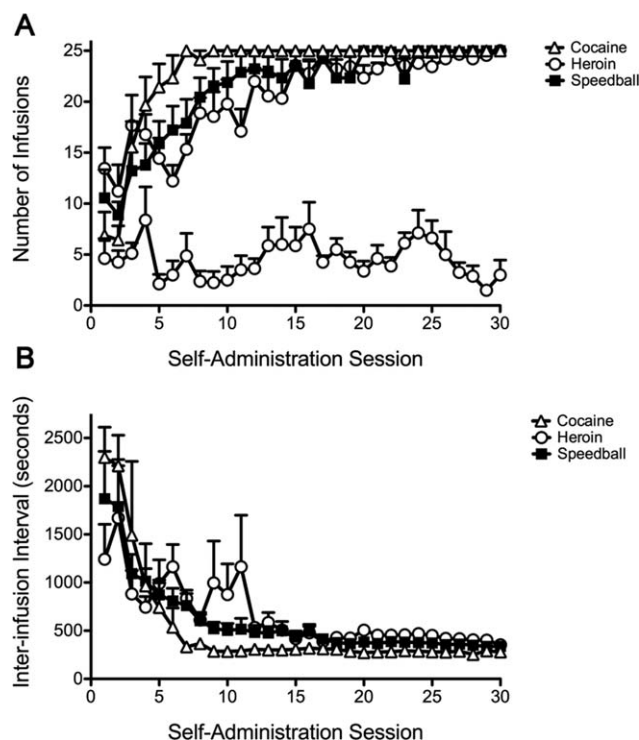 A
25
20
15
10
5
0
Number of Infusions
Cocaine
Heroin
Speedball
0 5 10 15 20 25 30
Self-Administration Session
B
2500
2000
1500
1000
500
0
Inter-infusion Interval (seconds)
Cocaine
Heroin
Speedball
0 5 10 15 20 25 30
Self-Administration Session